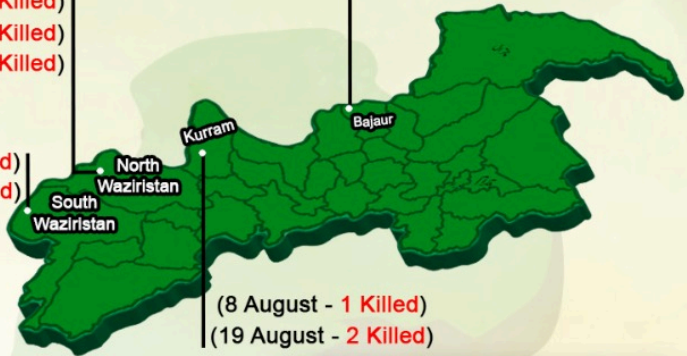 Killed)
Killed)
Killed)
Bajaur
Kurram
North
Waziristan
South
Waziristan
(8 August - 1 Killed)
(19 August - 2 Killed)